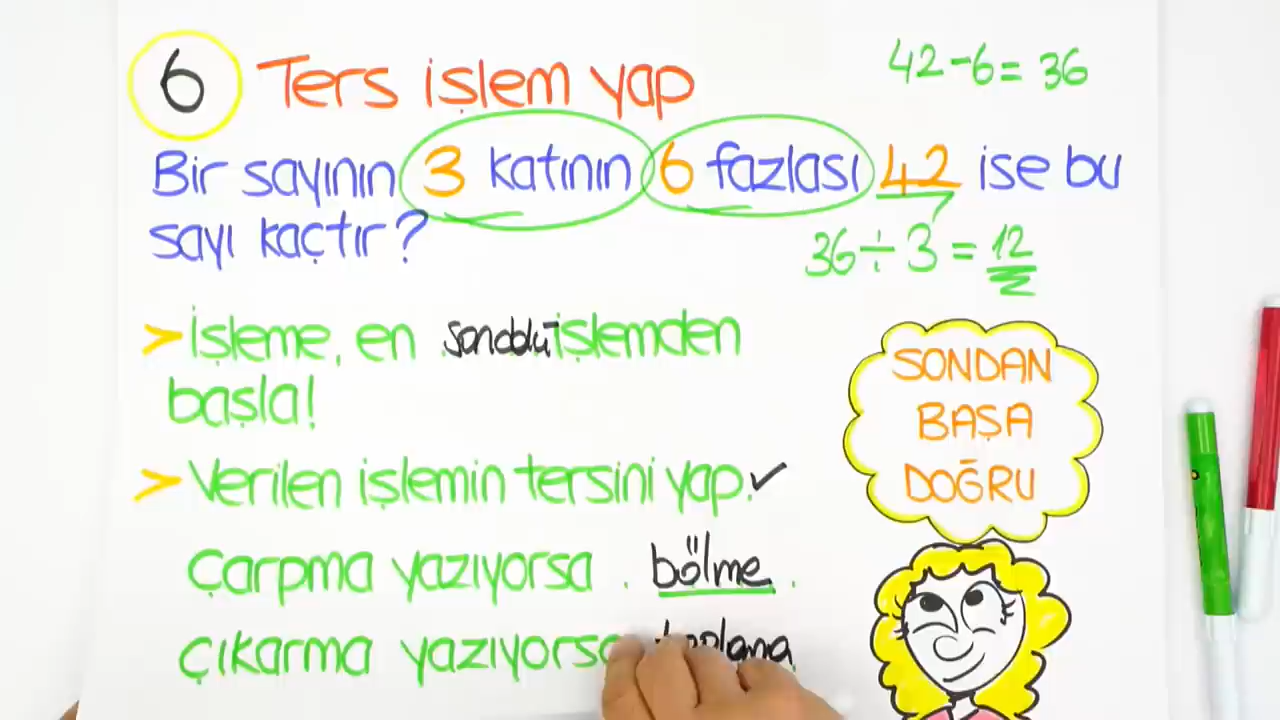 6 Ters işlem yap
42-6=36
Bir sayının 3 katının 6 fazlası 42 ise bu
sayı kaçtır?
36÷3=12
> İşleme, en sondaki işlemden
başla!
> Verilen işlemin tersini yap. ✓
Çarpma yazıyorsa . bölme .
çıkarma yazıyorsa
SONDAN
BAŞA
DOĞRU